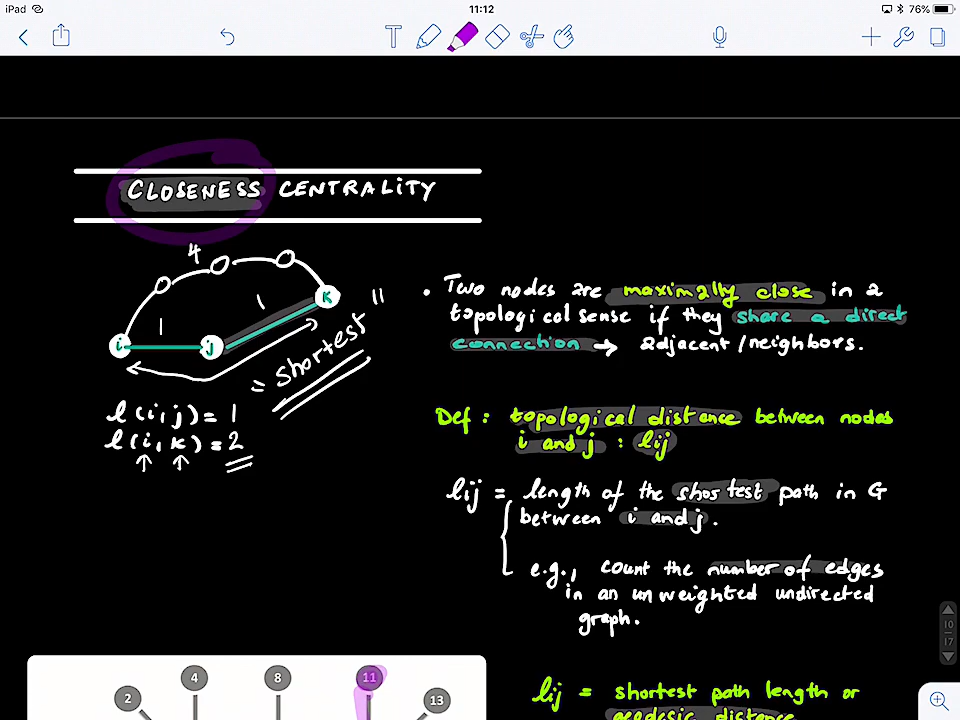 iPad
11:12
76%
CLOSENESS CENTRALITY
4
1
1
i
j
k
= shortest "
l(i,j) = 1
l(i,k) = 2
• Two nodes are maximally close in a
topological sense if they share a direct
connection → adjacent/neighbors.
Def : topological distance between nodes
i and j : lij
lij = length of the shostest path in G
between i and j.
e.g., count the number of edges
in an unweighted undirected
graph.
lij = shortest path length or
geodesic distance
2
4
8
11
13
10
17